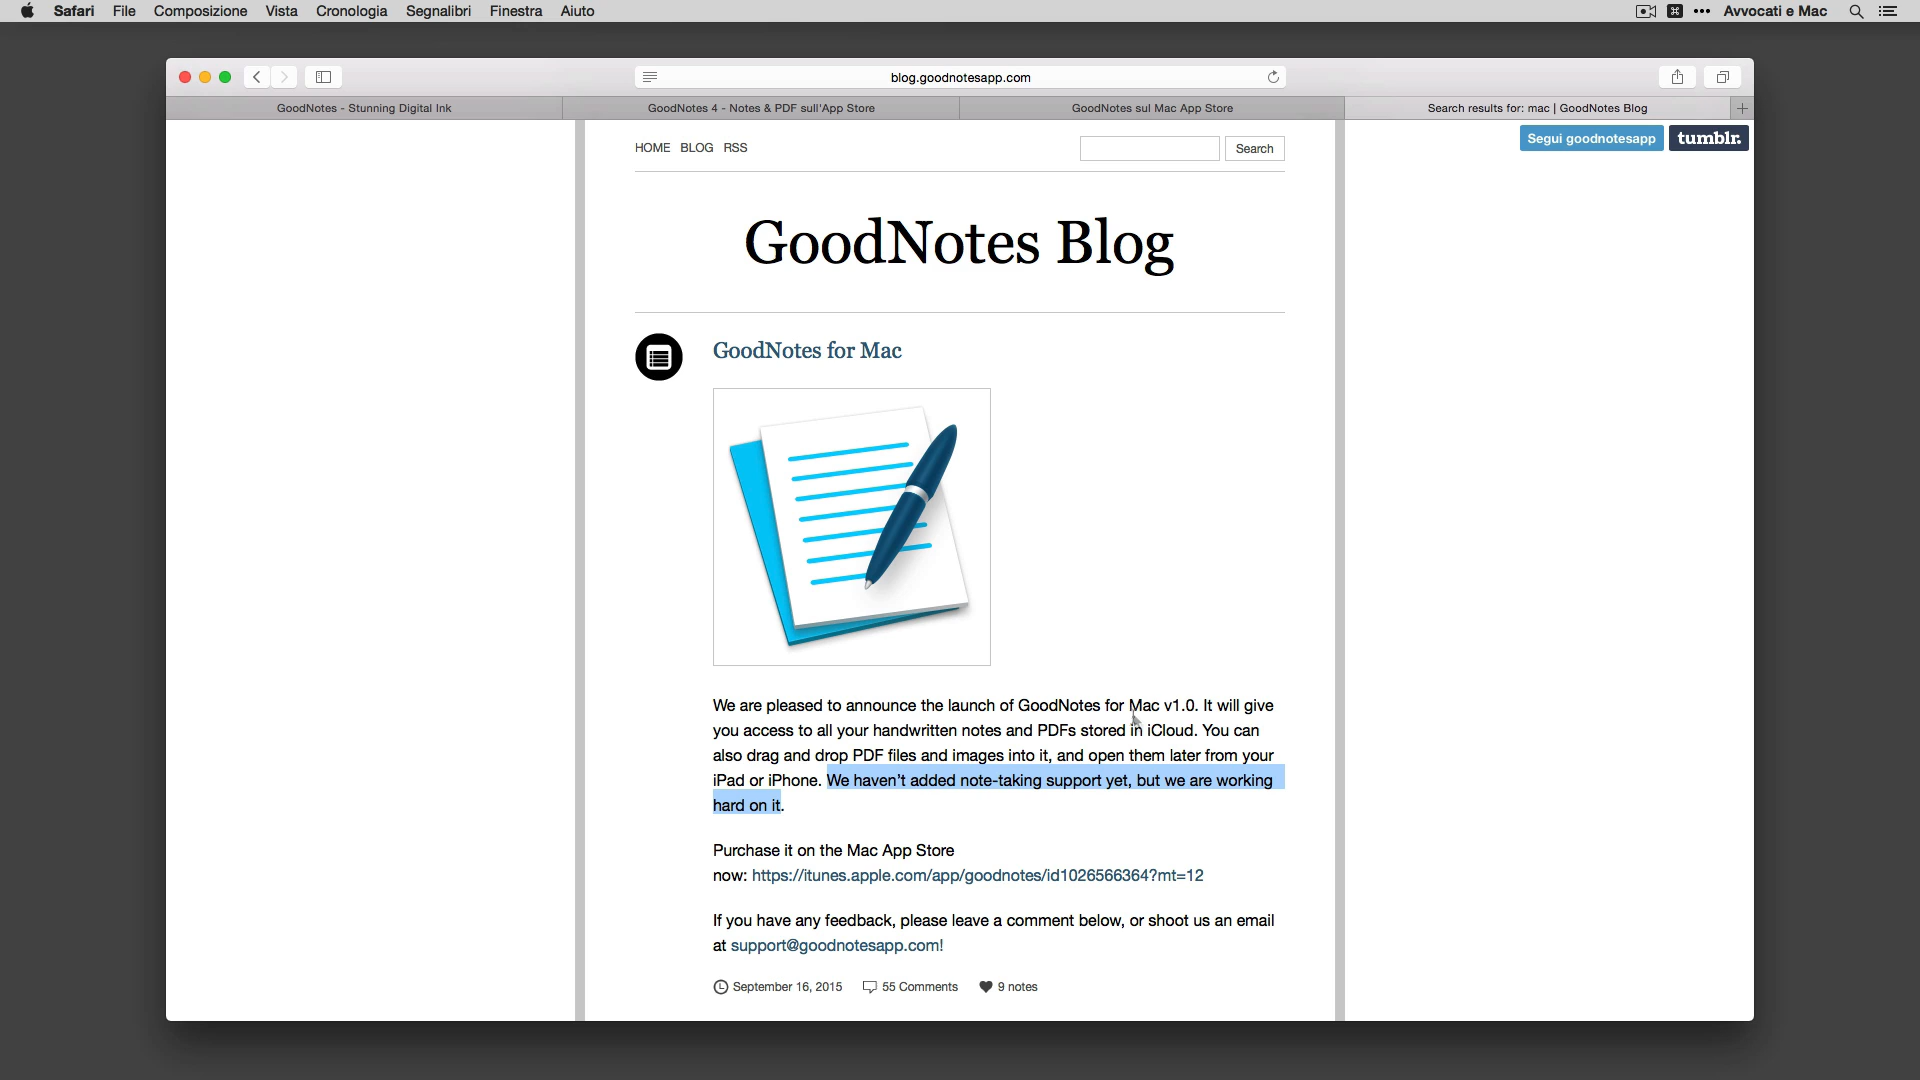 Safari File Composizione Vista Cronologia Segnalibri Finestra Aiuto Avvocati e Mac
blog.goodnotesapp.com
GoodNotes - Stunning Digital Ink GoodNotes 4 - Notes & PDF sull'App Store GoodNotes sul Mac App Store Search results for: mac | GoodNotes Blog
Segui goodnotesapp tumblr.
HOME BLOG RSS Search
GoodNotes Blog
GoodNotes for Mac
We are pleased to announce the launch of GoodNotes for Mac v1.0. It will give
you access to all your handwritten notes and PDFs stored in iCloud. You can
also drag and drop PDF files and images into it, and open them later from your
iPad or iPhone. We haven’t added note-taking support yet, but we are working
hard on it.
Purchase it on the Mac App Store
now: https://itunes.apple.com/app/goodnotes/id1026566364?mt=12
If you have any feedback, please leave a comment below, or shoot us an email
at support@goodnotesapp.com!
September 16, 2015 55 Comments 9 notes